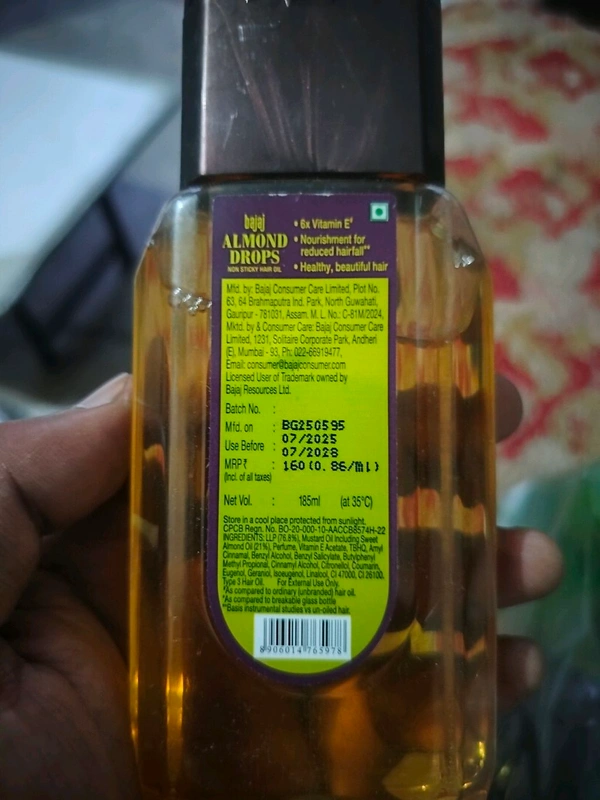 bajaj
ALMOND
DROPS
NON STICKY HAIR OIL
• 6x Vitamin E#
• Nourishment for
reduced hairfall**
• Healthy, beautiful hair
Mfd. by: Bajaj Consumer Care Limited, Plot No.
63, 64 Brahmaputra Ind. Park, North Guwahati,
Gauripur - 781031, Assam. M. L. No.: C-81M/2024,
Mktd. by & Consumer Care: Bajaj Consumer Care
Limited, 1231, Solitaire Corporate Park, Andheri
(E), Mumbai - 93, Ph: 022-66919477,
Email: consumer@bajajconsumer.com
Licensed User of Trademark owned by
Bajaj Resources Ltd.
Batch No. :
Mfd. on : BG250595
Use Before : 07/2025
07/2028
MRP ₹ : 160 (0.86/ml)
(Incl. of all taxes)
Net Vol. : 185ml (at 35°C)
Store in a cool place protected from sunlight.
CPCB Regn. No. BO-20-000-10-AACCB8574H-22
INGREDIENTS: LLP (76.8%), Mustard Oil Including Sweet
Almond Oil (21%), Perfume, Vitamin E Acetate, TBHQ, Amyl
Cinnamal, Benzyl Alcohol, Benzyl Salicylate, Butylphenyl
Methyl Propional, Cinnamyl Alcohol, Citronellol, Coumarin,
Eugenol, Geraniol, Isoeugenol, Linalool, CI 47000, CI 26100.
Type 3 Hair Oil. For External Use Only.
#As compared to ordinary (unbranded) hair oil.
*As compared to breakable glass bottle
**Basis instrumental studies vs un-oiled hair.
8906014765978